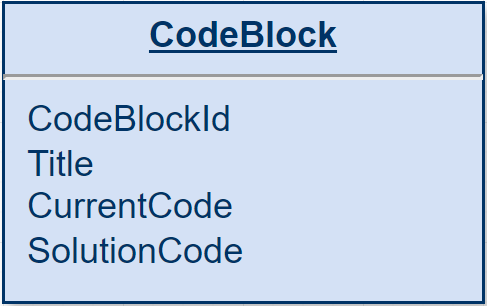 CodeBlock
CodeBlockId
Title
CurrentCode
SolutionCode